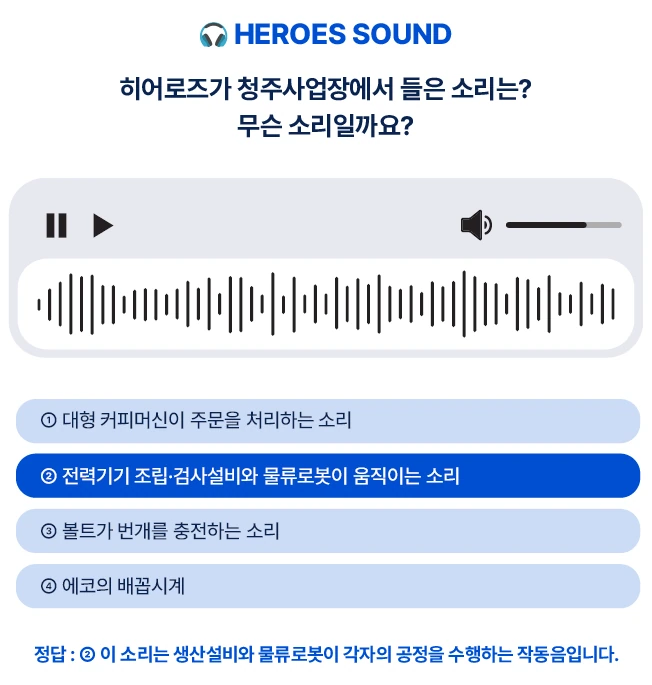 HEROES SOUND
히어로즈가 청주사업장에서 들은 소리는?
무슨 소리일까요?
① 대형 커피머신이 주문을 처리하는 소리
② 전력기기 조립·검사설비와 물류로봇이 움직이는 소리
③ 볼트가 번개를 충전하는 소리
④ 에코의 배꼽시계
정답 : ② 이 소리는 생산설비와 물류로봇이 각자의 공정을 수행하는 작동음입니다.